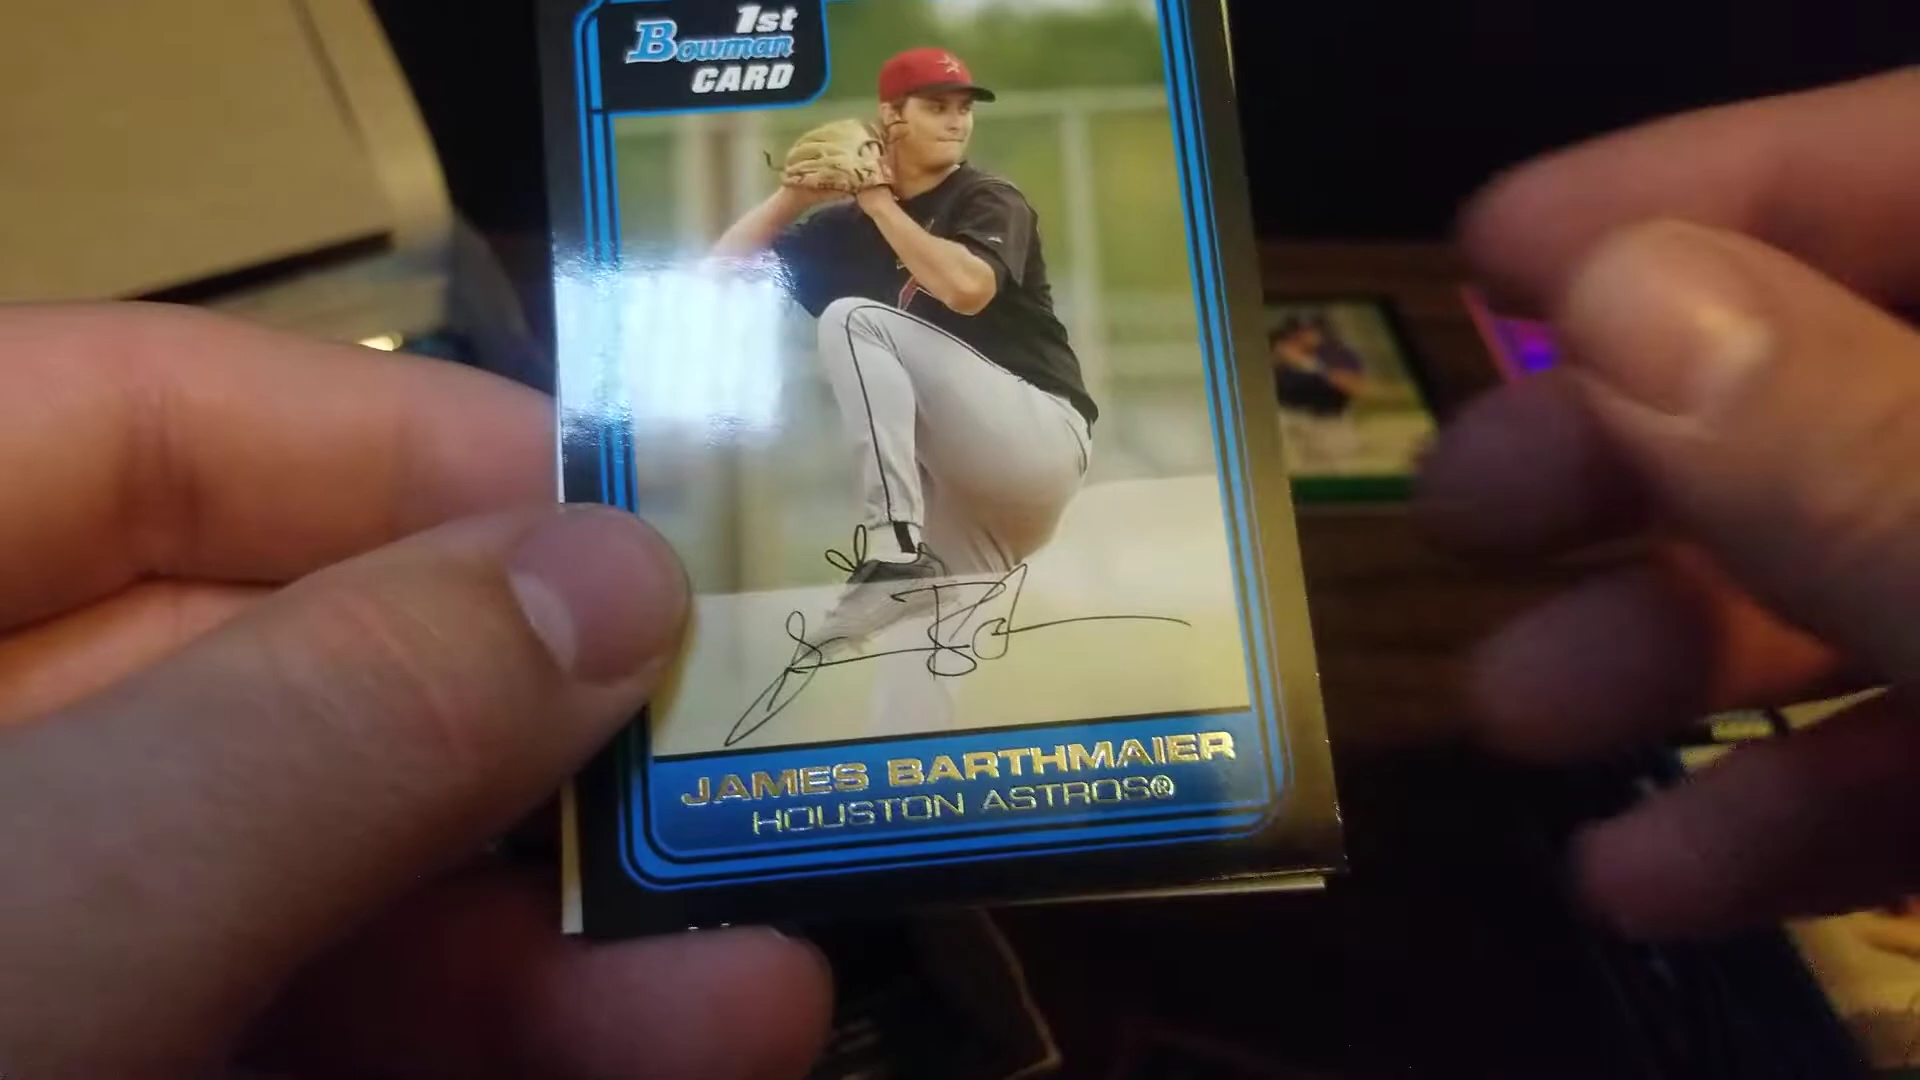 1st
Bowman
CARD
JAMES BARTHMAIER
HOUSTON ASTROS®